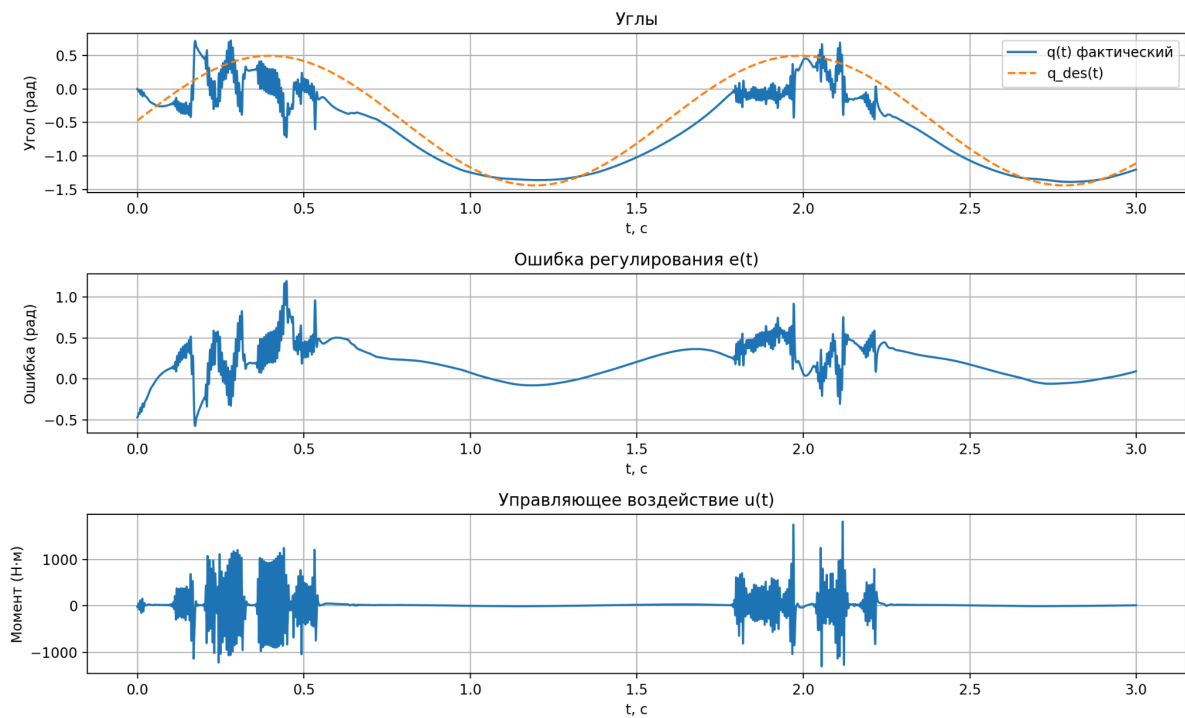 Углы
Угол (рад)
0.5
0.0
−0.5
−1.0
−1.5
q(t) фактический
q_des(t)
0.0 0.5 1.0 1.5 2.0 2.5 3.0
t, с
Ошибка регулирования e(t)
Ошибка (рад)
1.0
0.5
0.0
−0.5
0.0 0.5 1.0 1.5 2.0 2.5 3.0
t, с
Управляющее воздействие u(t)
Момент (Н·м)
1000
0
−1000
0.0 0.5 1.0 1.5 2.0 2.5 3.0
t, с